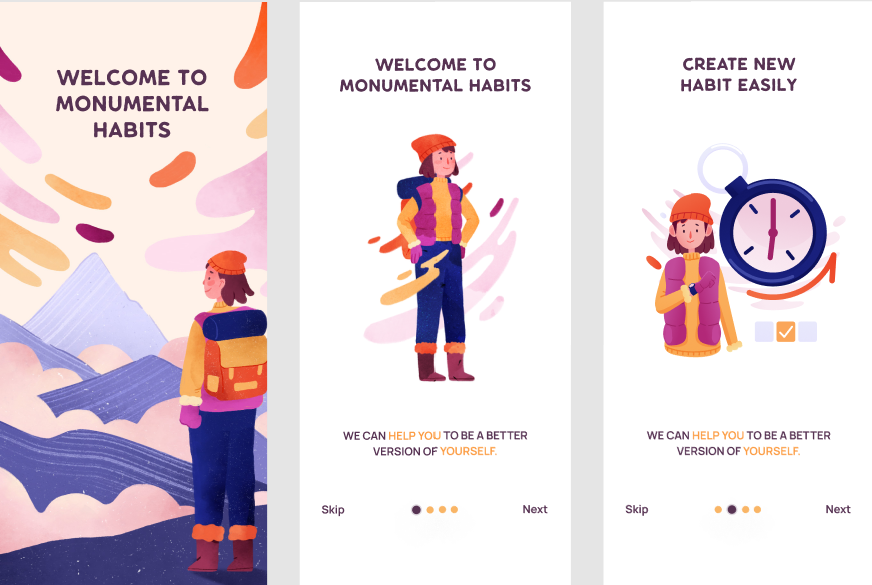 WELCOME TO
MONUMENTAL
HABITS
WELCOME TO
MONUMENTAL HABITS
WE CAN HELP YOU TO BE A BETTER
VERSION OF YOURSELF.
Skip
Next
CREATE NEW
HABIT EASILY
WE CAN HELP YOU TO BE A BETTER
VERSION OF YOURSELF.
Skip
Next